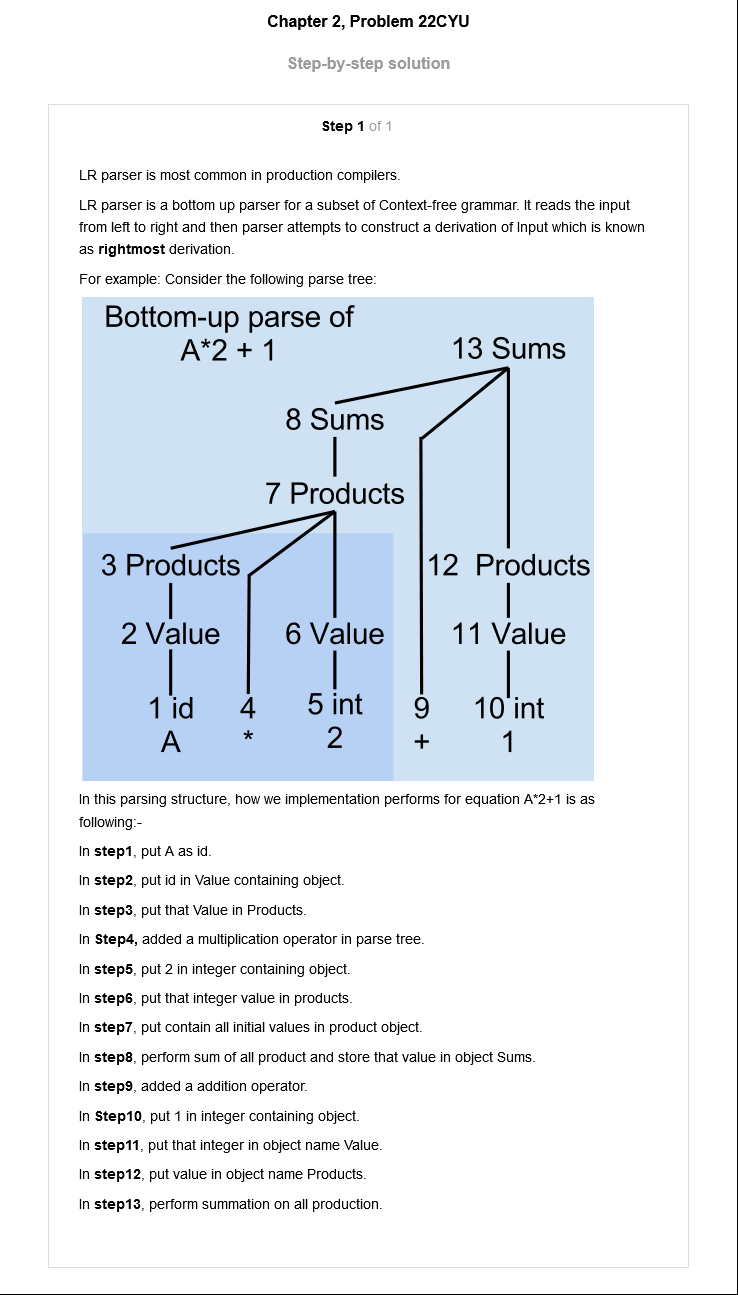 Chapter 2, Problem 22CYU
Step-by-step solution
Step 1 of 1
LR parser is most common in production compilers.
LR parser is a bottom up parser for a subset of Context-free grammar. It reads the input
from left to right and then parser attempts to construct a derivation of Input which is known
as rightmost derivation.
For example: Consider the following parse tree:
Bottom-up parse of
A*2 + 1
13 Sums
8 Sums
7 Products
3 Products
12 Products
2 Value
6 Value
11 Value
1 id
4
5 int
9
10 int
A
*
2
+
1
In this parsing structure, how we implementation performs for equation A*2+1 is as
following:-
In step1, put A as id.
In step2, put id in Value containing object.
In step3, put that Value in Products.
In Step4, added a multiplication operator in parse tree.
In step5, put 2 in integer containing object.
In step6, put that integer value in products.
In step7, put contain all initial values in product object.
In step8, perform sum of all product and store that value in object Sums.
In step9, added a addition operator.
In Step10, put 1 in integer containing object.
In step11, put that integer in object name Value.
In step12, put value in object name Products.
In step13, perform summation on all production.